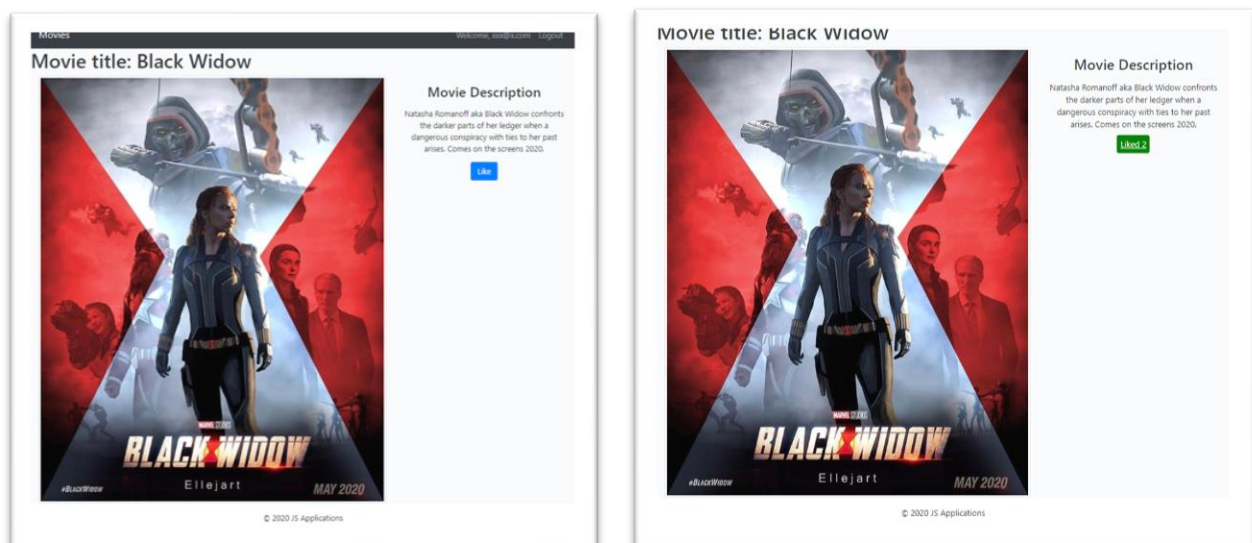 Movies
Welcome, xxx@x.com Logout
Movie title: Black Widow
Movie Description
Natasha Romanoff aka Black Widow confronts
the darker parts of her ledger when a
dangerous conspiracy with ties to her past
arises. Comes on the screens 2020.
Like
MARVEL STUDIOS
BLACK WIDOW
Ellejart
#BLACKWIDOW
MAY 2020
© 2020 JS Applications
Movie title: Black Widow
Movie Description
Natasha Romanoff aka Black Widow confronts
the darker parts of her ledger when a
dangerous conspiracy with ties to her past
arises. Comes on the screens 2020.
Liked 2
MARVEL STUDIOS
BLACK WIDOW
Ellejart
#BLACKWIDOW
MAY 2020
© 2020 JS Applications